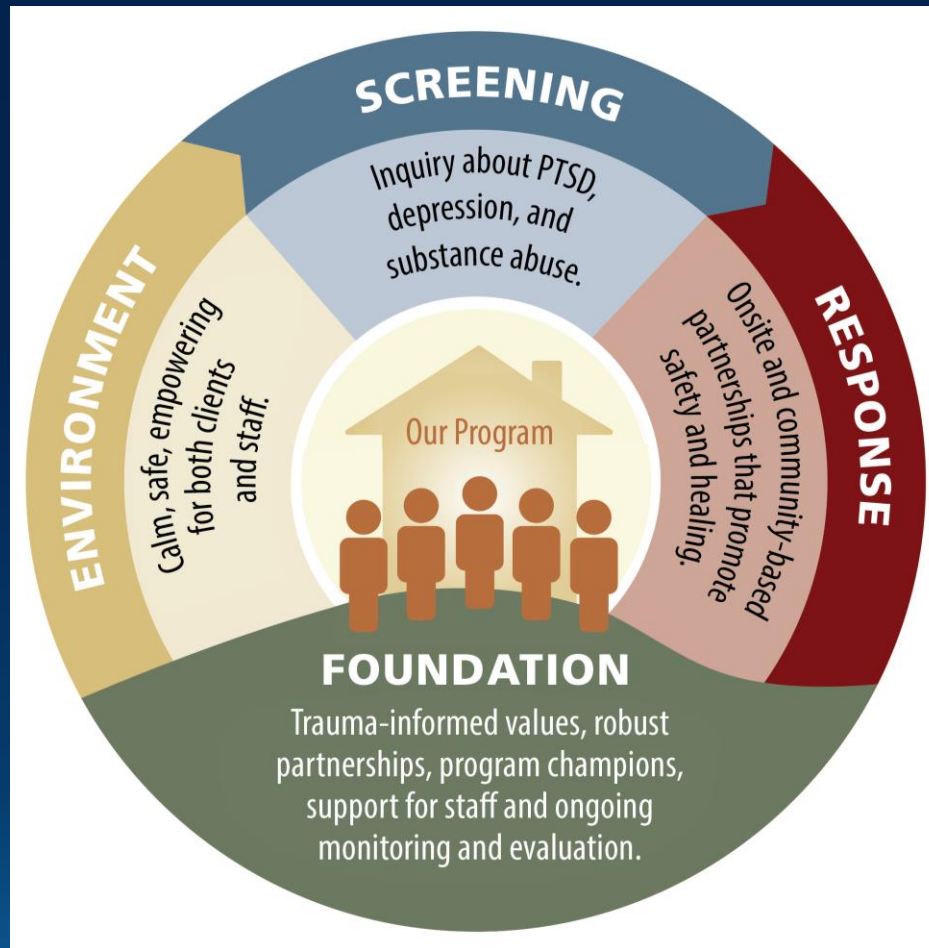 SCREENING
Inquiry about PTSD,
depression, and
substance abuse.
ENVIRONMENT
Calm, safe, empowering
for both clients
and staff.
RESPONSE
Onsite and community-based
partnerships that promote
safety and healing.
Our Program
FOUNDATION
Trauma-informed values, robust
partnerships, program champions,
support for staff and ongoing
monitoring and evaluation.